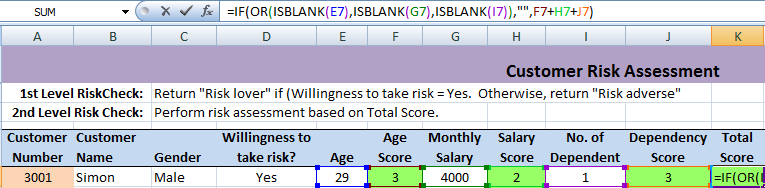 SUM =IF(OR(ISBLANK(E7),ISBLANK(G7),ISBLANK(I7)),"",F7+H7+J7)
A B C D E F G H I J K
Customer Risk Assessment
1st Level RiskCheck: Return "Risk lover" if (Willingness to take risk = Yes. Otherwise, return "Risk adverse"
2nd Level Risk Check: Perform risk assessment based on Total Score.
Customer Customer Willingness to Age Monthly Salary No. of Dependency Total
Number Name Gender take risk? Age Score Salary Score Dependent Score Score
3001 Simon Male Yes 29 3 4000 2 1 3 =IF(OR(